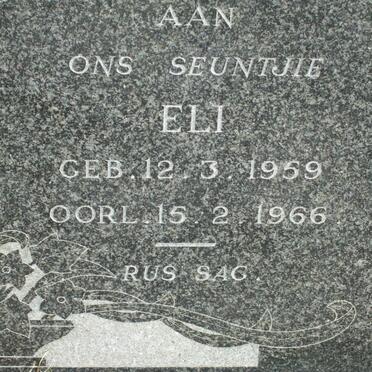 AAN
ONS SEUNTJIE
ELI
GEB. 12. 3. 1959
OORL. 15. 2. 1966.
RUS SAG.